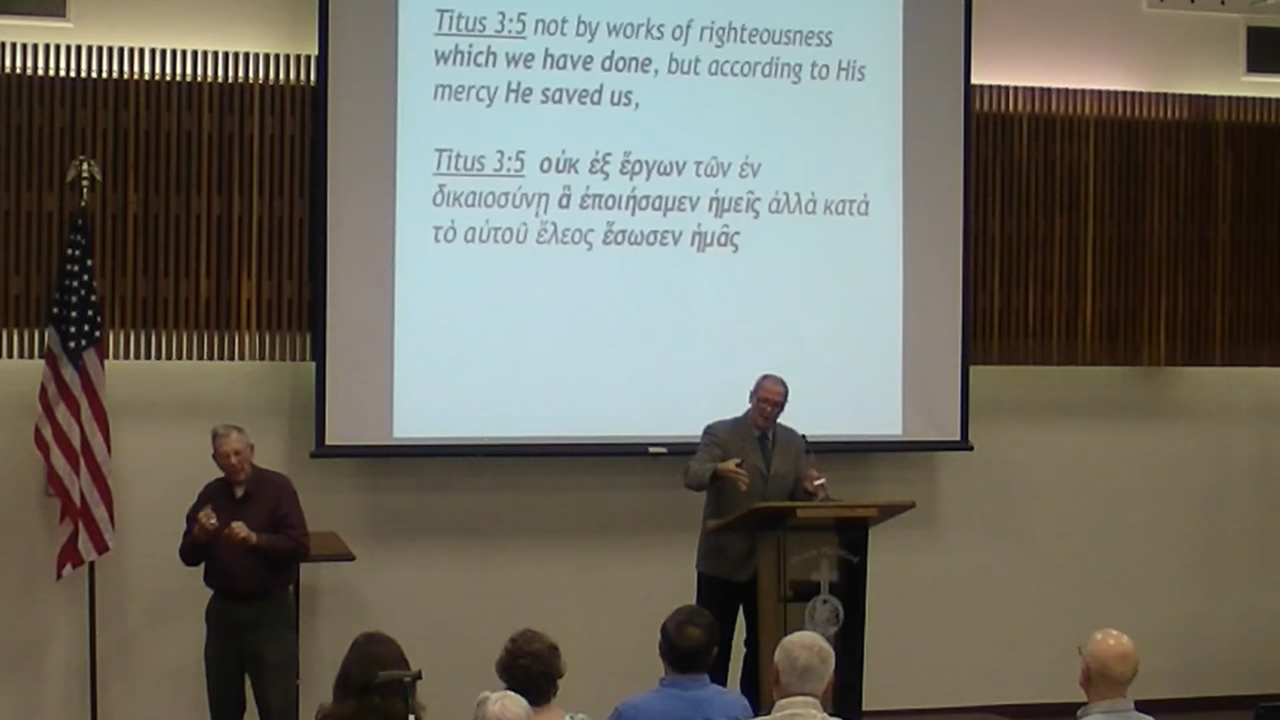 Titus 3:5 not by works of righteousness
which we have done, but according to His
mercy He saved us,
Titus 3:5 οὐκ ἐξ ἔργων τῶν ἐν
δικαιοσύνῃ ἃ ἐποιήσαμεν ἡμεῖς ἀλλὰ κατὰ
τὸ αὐτοῦ ἔλεος ἔσωσεν ἡμᾶς